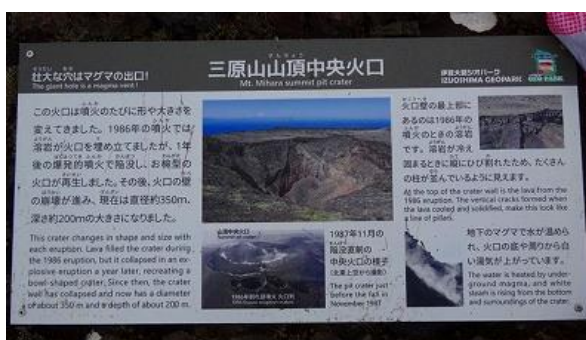 壮大な穴はマグマの出口！
The giant hole is a magma vent!
三原山山頂中央火口
Mt. Mihara summit pit crater
伊豆大島ジオパーク
IZUOSHIMA GEOPARK
この火口は噴火のたびに形や大きさを
変えてきました。1986年の噴火では
溶岩が火口を埋めてましたが、1年
後の爆発的噴火で陥没し、お椀型の
火口が再生しました。その後、火口の壁
の崩壊が進み、現在は直径約350m、
深さ約200mの大きさになりました。
This crater changes in shape and size with
each eruption. Lava filled the crater during
the 1986 eruption, but it collapsed in an ex-
plosive eruption a year later, recreating a
bowl-shaped crater. Since then, the crater
wall has collapsed and now has a diameter
of about 350 m and a depth of about 200 m.
山頂中央火口
Summit pit crater
1987年11月の
陥没直前の
中央火口の様子
The pit crater just
before the fall in
November 1987
火口壁の最上部に
あるのは1986年の
噴火のときの溶岩
です。溶岩が冷え
固まるときに縦にひび割れたため、たくさん
の柱が並んでいるように見えます。
At the top of the crater wall is the lava from the
1986 eruption. The vertical cracks formed when
the lava cooled and solidified, make this look like
a line of pillars.
地下のマグマで水が温めら
れ、火口の底や周りから白
い湯気が上がっています。
The water is heated by under-
ground magma, and white
steam is rising from the bottom
and surroundings of the crater.